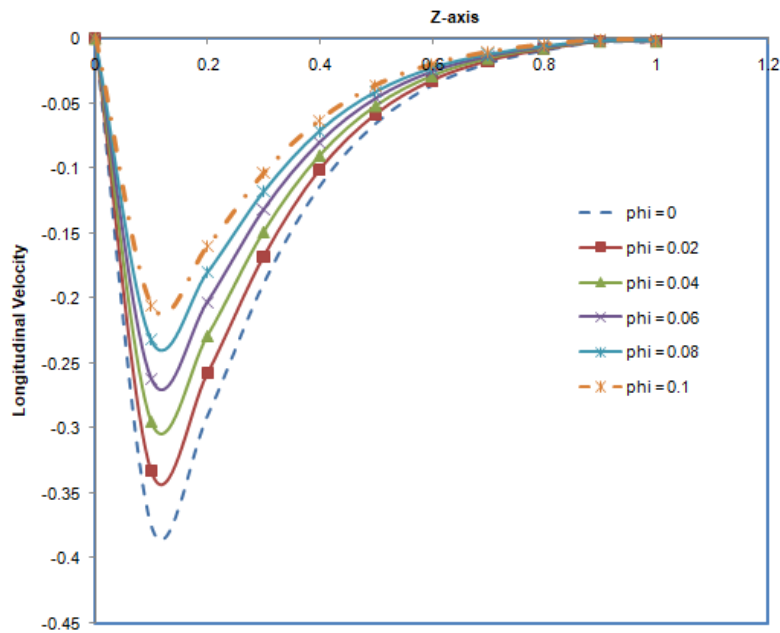 Z-axis
0
0 0.2 0.4 0.6 0.8 1 1.2
-0.05
-0.1
-0.15
-0.2
-0.25
-0.3
-0.35
-0.4
-0.45
Longitudinal Velocity
phi = 0
phi = 0.02
phi = 0.04
phi = 0.06
phi = 0.08
phi = 0.1